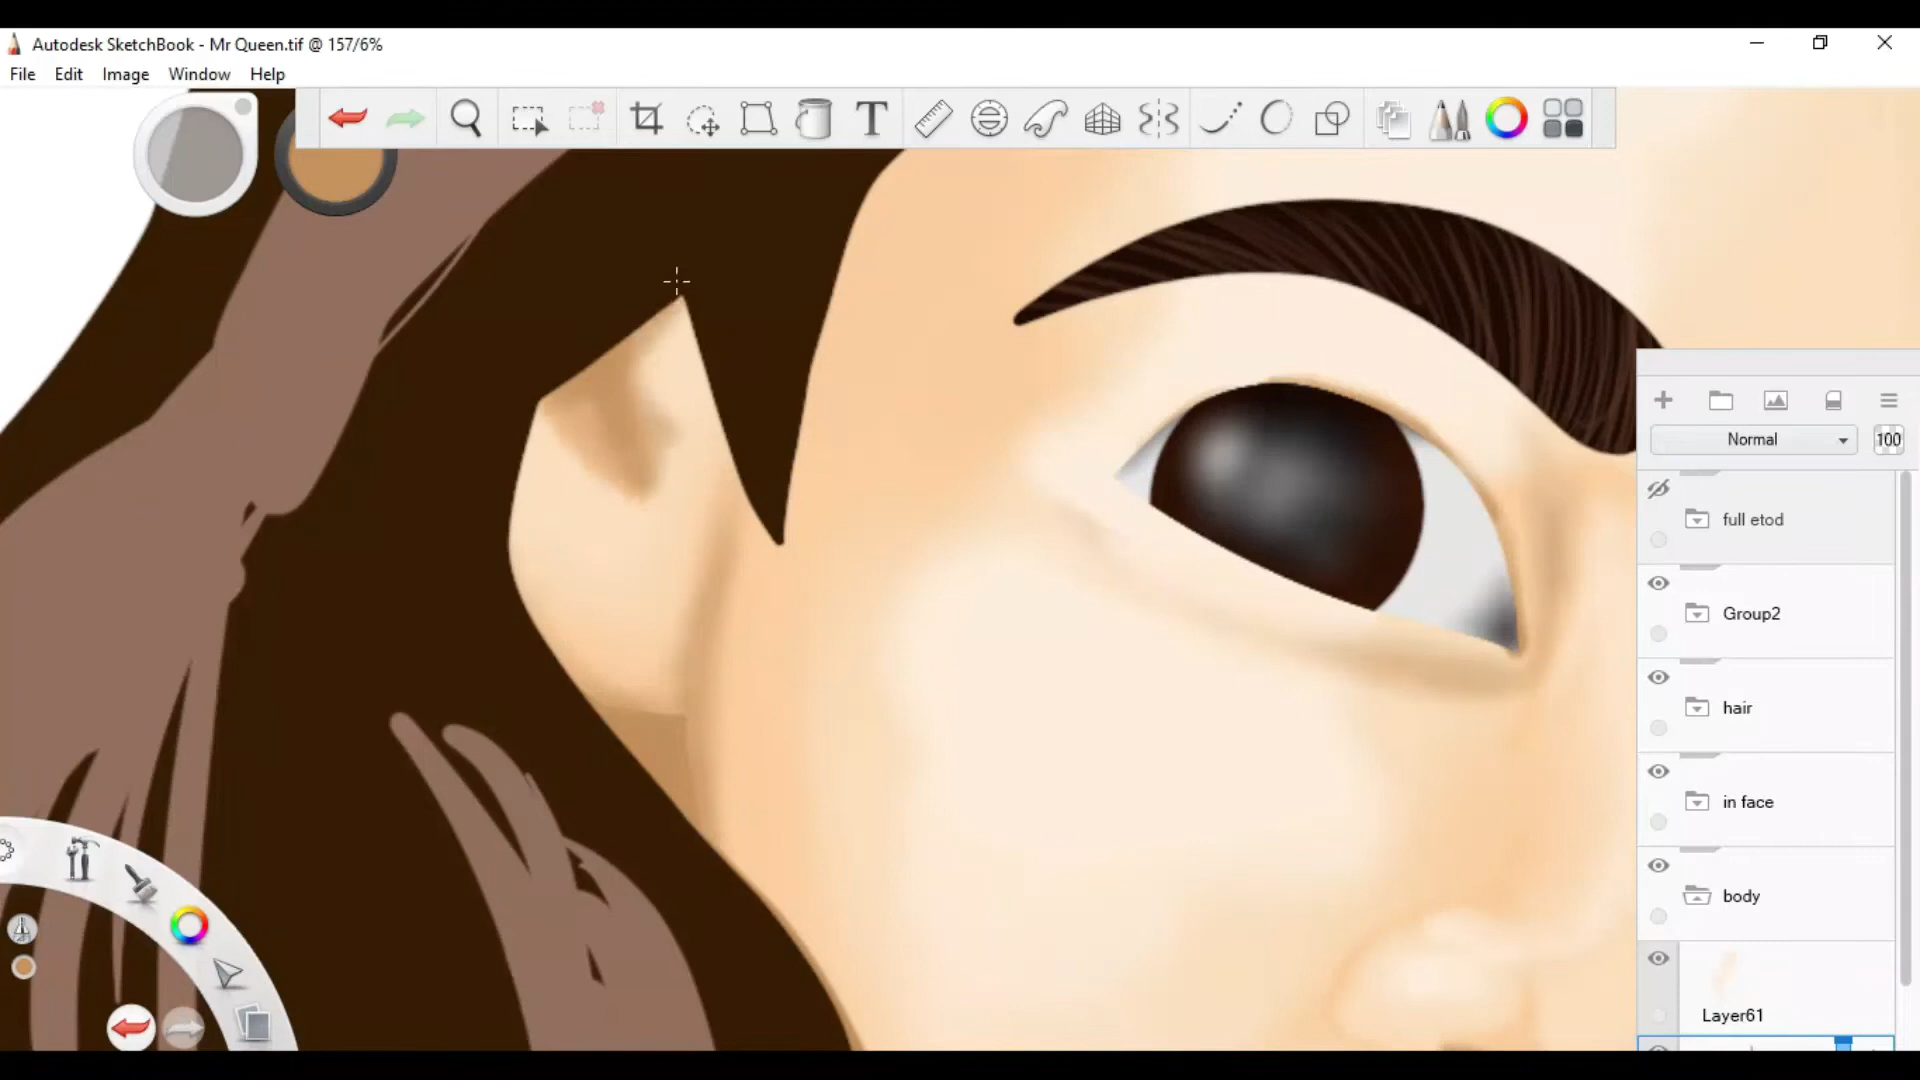 Autodesk SketchBook - Mr Queen.tif @ 157/6%
File Edit Image Window Help
T
Normal 100
full etod
Group2
hair
in face
body
Layer61